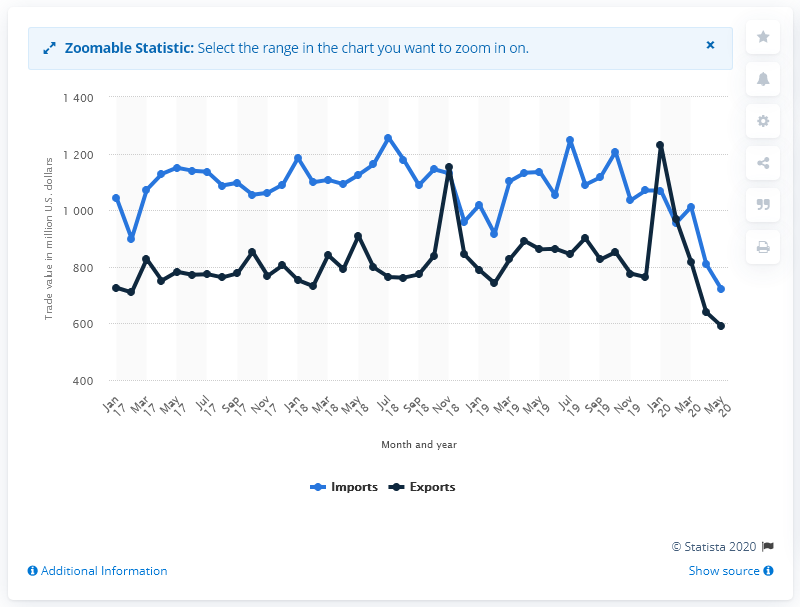 Zoomable Statistic: Select the range in the chart you want to zoom in on.
×
1 400
1 200
1 000
800
600
400
Trade value in million U.S. dollars
Jan 17
Mar 17
May 17
Jul 17
Sep 17
Nov 17
Jan 18
Mar 18
May 18
Jul 18
Sep 18
Nov 18
Jan 19
Mar 19
May 19
Jul 19
Sep 19
Nov 19
Jan 20
Mar 20
May 20
Month and year
Imports Exports
© Statista 2020
Additional Information Show source